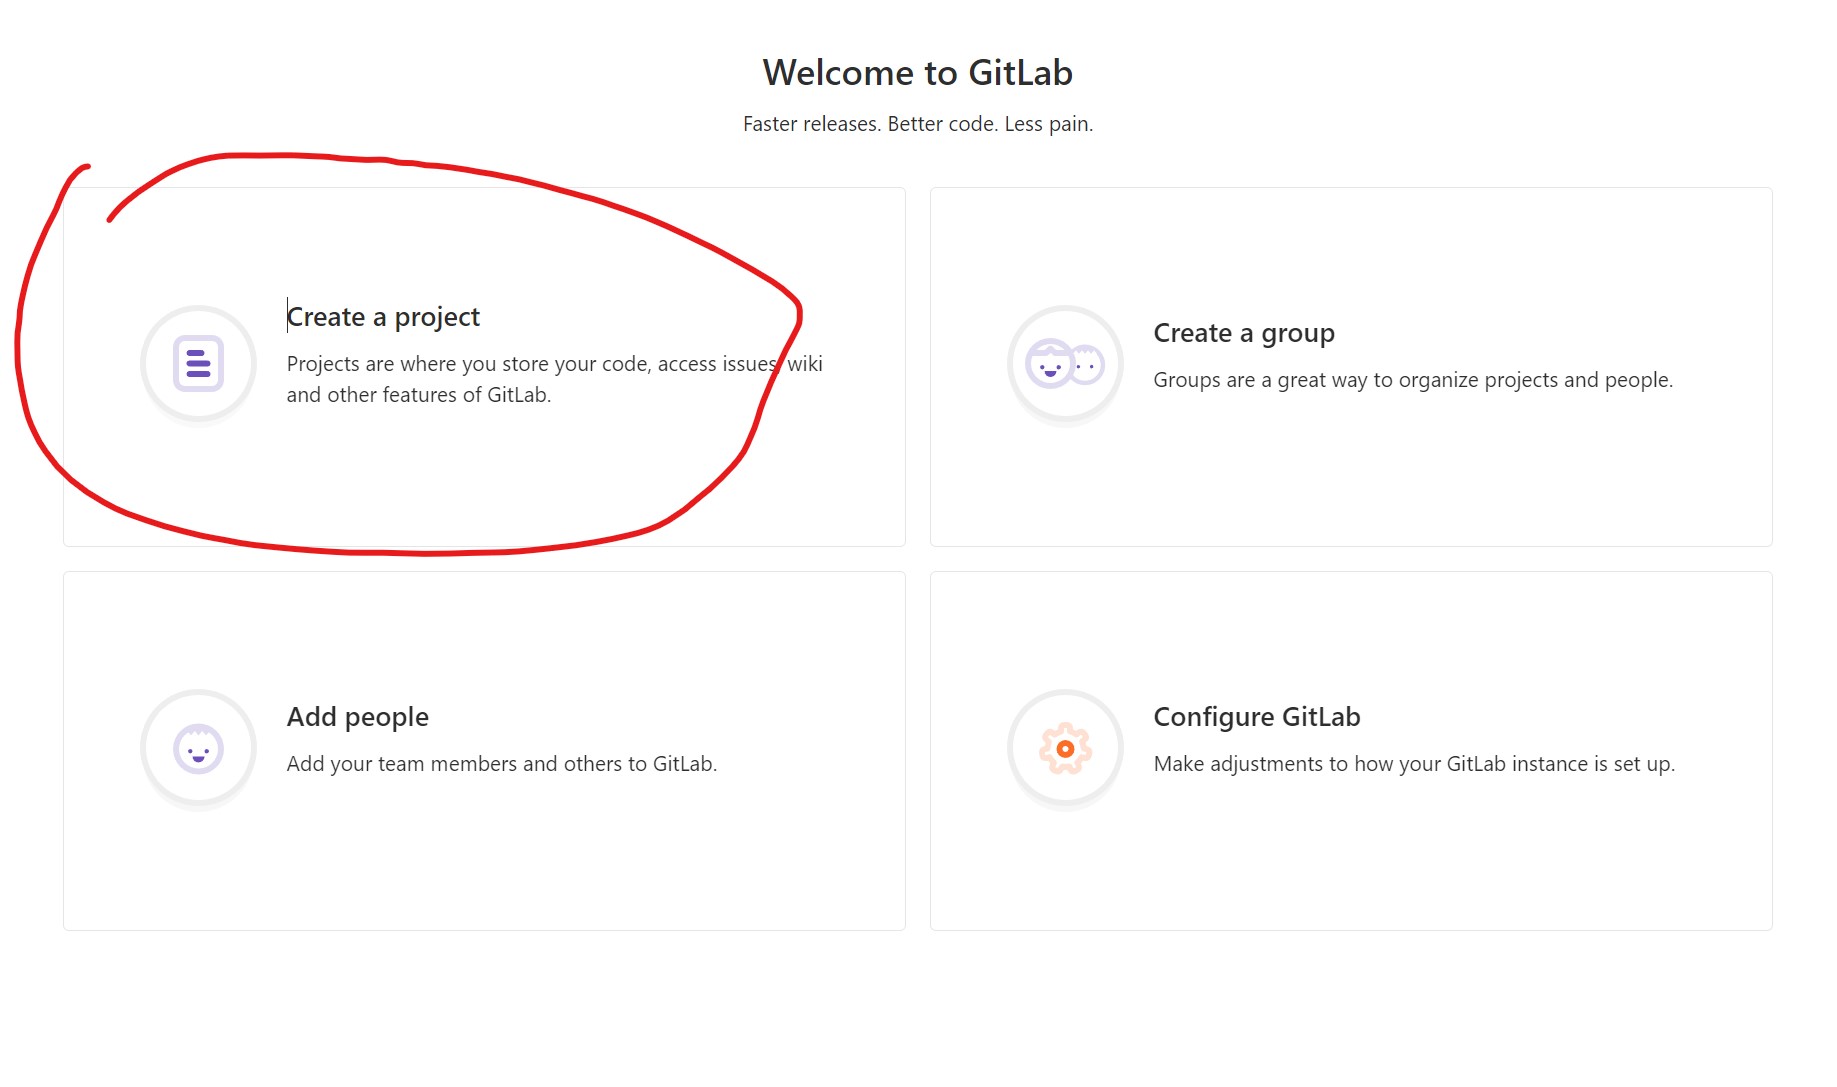 Welcome to GitLab
Faster releases. Better code. Less pain.
Create a project
Projects are where you store your code, access issues, wiki
and other features of GitLab.
Create a group
Groups are a great way to organize projects and people.
Add people
Add your team members and others to GitLab.
Configure GitLab
Make adjustments to how your GitLab instance is set up.